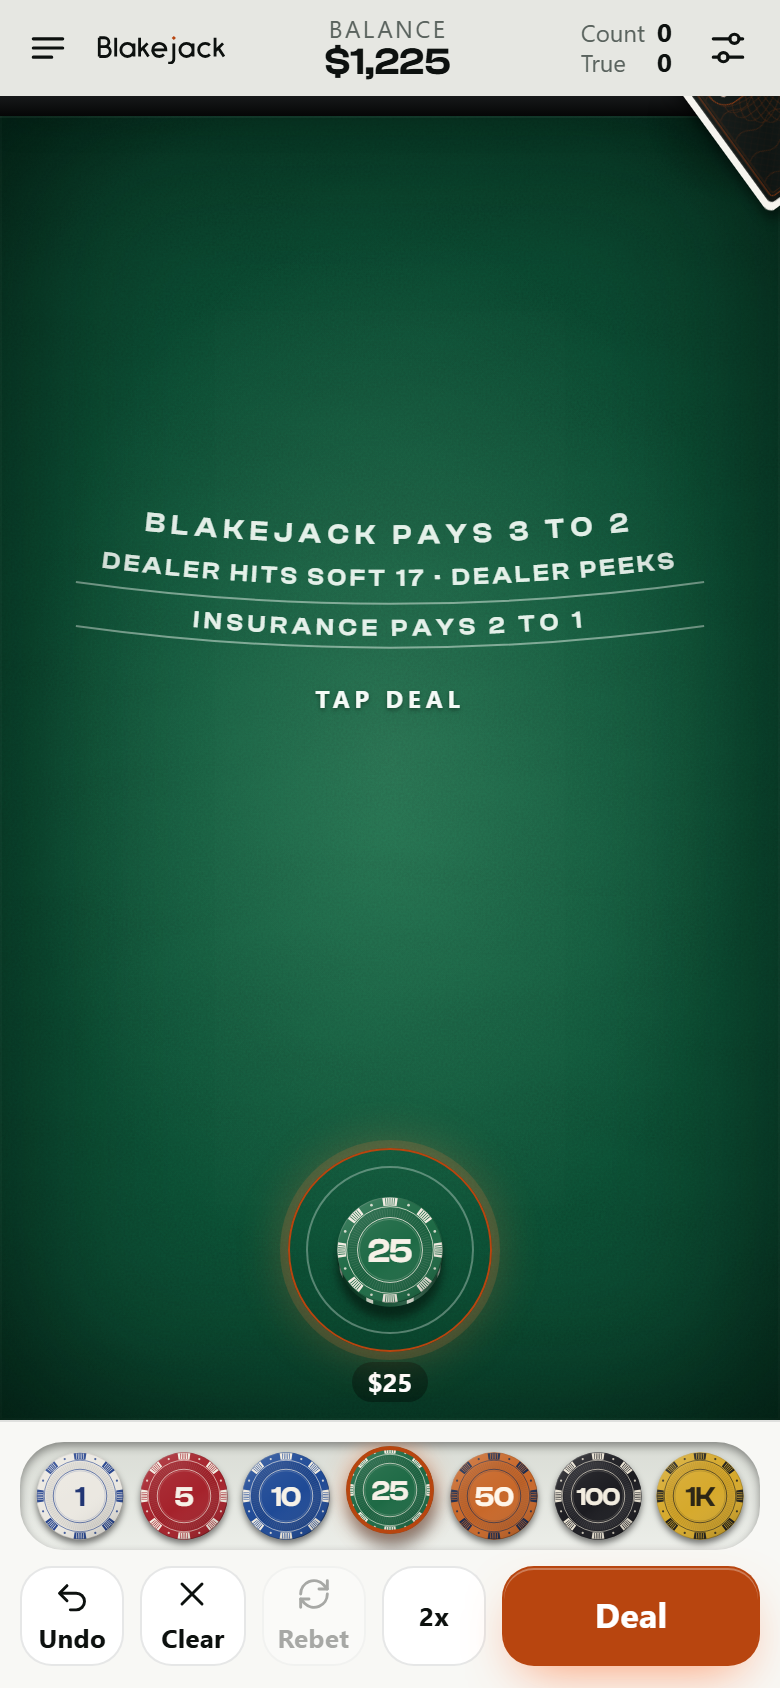 Blakejack
BALANCE
$1,225
Count 0
True 0
BLAKEJACK PAYS 3 TO 2
DEALER HITS SOFT 17 · DEALER PEEKS
INSURANCE PAYS 2 TO 1
TAP DEAL
25
$25
1 5 10 25 50 100 1K
Undo Clear Rebet 2x Deal